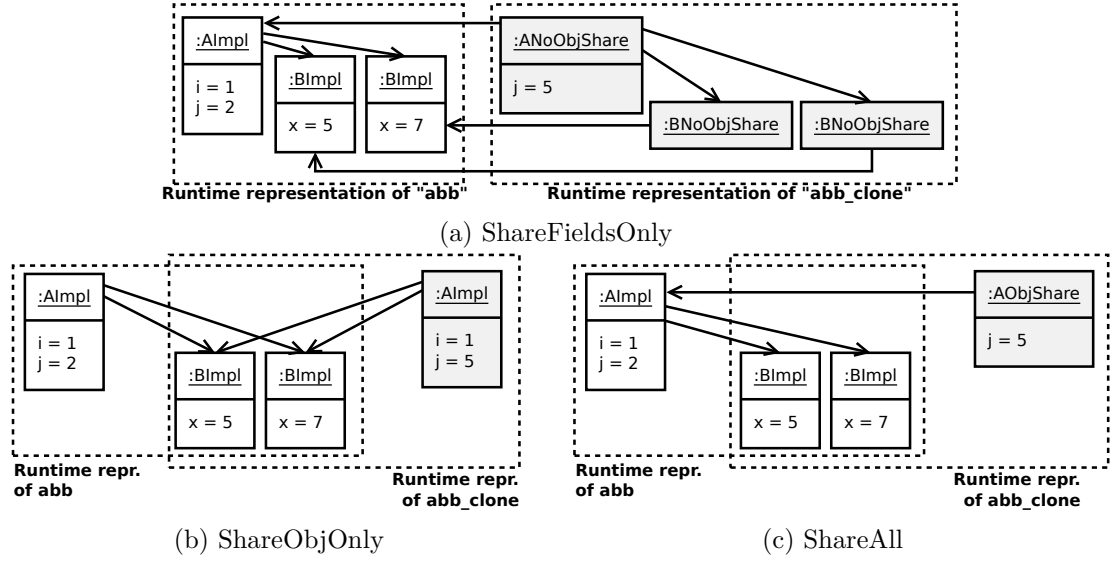 :AImpl
i = 1
j = 2
:BImpl
x = 5
:BImpl
x = 7
:ANoObjShare
j = 5
:BNoObjShare
:BNoObjShare
Runtime representation of "abb"
Runtime representation of "abb_clone"
(a) ShareFieldsOnly
:AImpl
i = 1
j = 2
:BImpl
x = 5
:BImpl
x = 7
:AImpl
i = 1
j = 5
Runtime repr.
of abb
Runtime repr.
of abb_clone
(b) ShareObjOnly
:AImpl
i = 1
j = 2
:BImpl
x = 5
:BImpl
x = 7
:AObjShare
j = 5
Runtime repr.
of abb
Runtime repr.
of abb_clone
(c) ShareAll